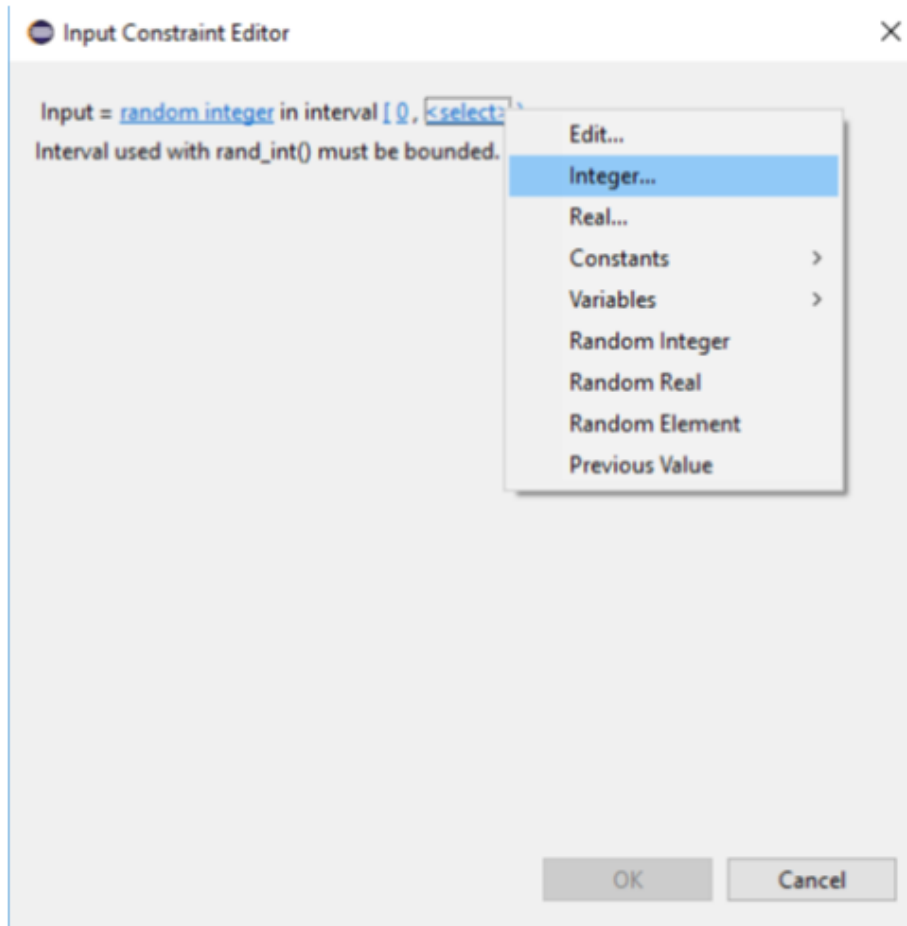 Input Constraint Editor
Input = random integer in interval [ 0 , <select>
Interval used with rand_int() must be bounded.
Edit...
Integer...
Real...
Constants
Variables
Random Integer
Random Real
Random Element
Previous Value
OK
Cancel